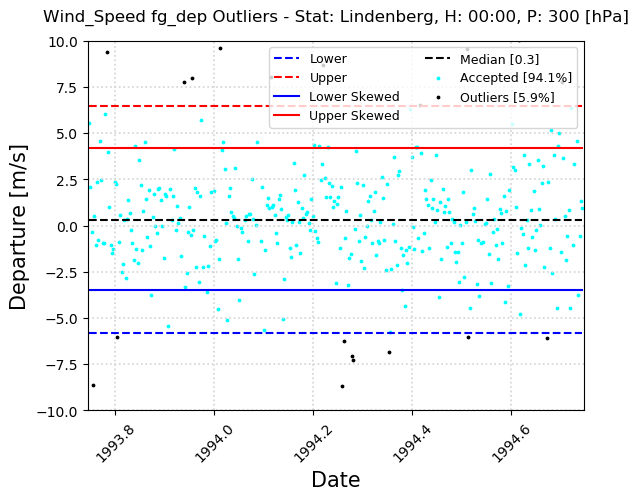 Wind_Speed fg_dep Outliers - Stat: Lindenberg, H: 00:00, P: 300 [hPa]
10.0
7.5
5.0
2.5
0.0
−2.5
−5.0
−7.5
−10.0
Departure [m/s]
Lower
Upper
Lower Skewed
Upper Skewed
Median [0.3]
Accepted [94.1%]
Outliers [5.9%]
1993.8
1994.0
1994.2
1994.4
1994.6
Date